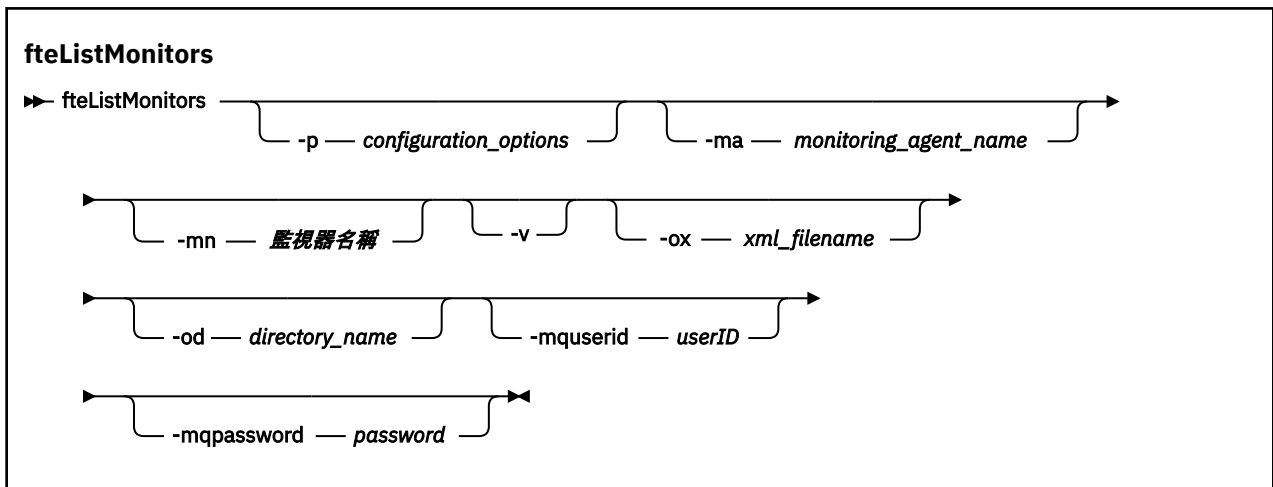 fteListMonitors
fteListMonitors
-p configuration_options -ma monitoring_agent_name
-mn 監視器名稱 -v -ox xml_filename
-od directory_name -mquserid userID
-mqpassword password